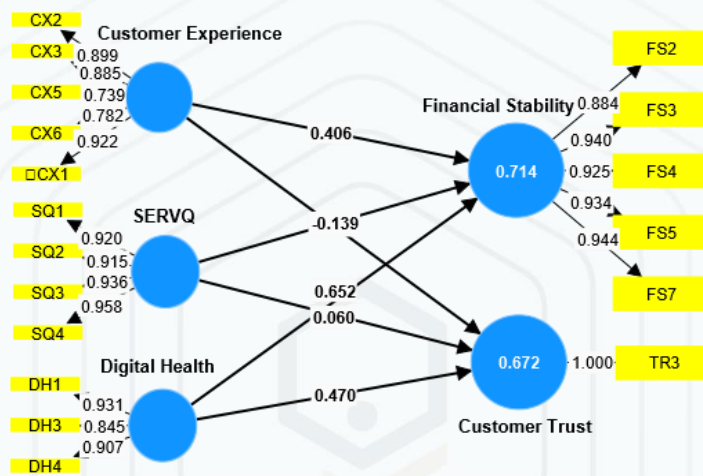 CX2
Customer Experience
CX3
0.899
0.885
CX5
0.739
0.782
CX6
0.922
□CX1
SQ1
SERVQ
0.920
SQ2
0.915
0.936
SQ3
0.958
SQ4
Digital Health
DH1
0.931
DH3
0.845
0.907
DH4
0.406
-0.139
0.652
0.060
0.470
Financial Stability
0.714
0.884
FS2
0.940
FS3
0.925
FS4
0.934
FS5
0.944
FS7
0.672
1.000
TR3
Customer Trust